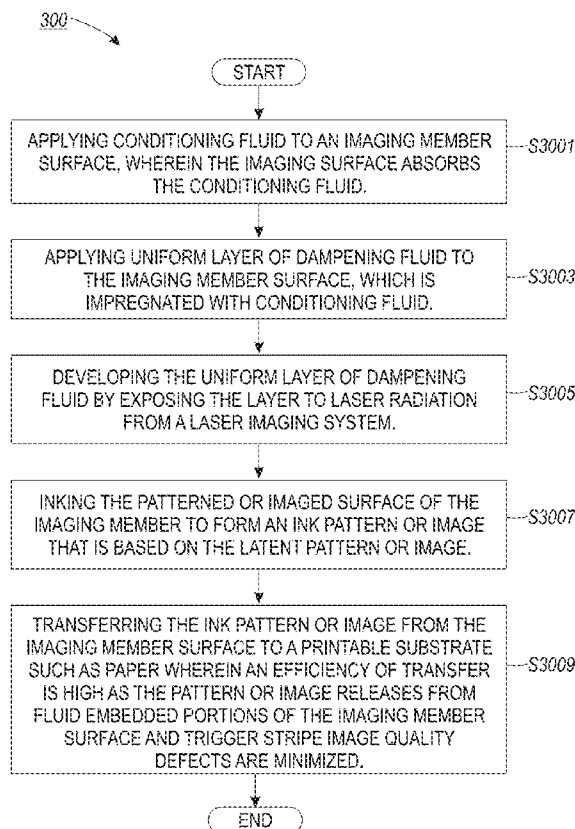 300
START
APPLYING CONDITIONING FLUID TO AN IMAGING MEMBER
SURFACE, WHEREIN THE IMAGING SURFACE ABSORBS
THE CONDITIONING FLUID.
S3001
APPLYING UNIFORM LAYER OF DAMPENING FLUID TO
THE IMAGING MEMBER SURFACE, WHICH IS
IMPREGNATED WITH CONDITIONING FLUID.
S3003
DEVELOPING THE UNIFORM LAYER OF DAMPENING
FLUID BY EXPOSING THE LAYER TO LASER RADIATION
FROM A LASER IMAGING SYSTEM.
S3005
INKING THE PATTERNED OR IMAGED SURFACE OF THE
IMAGING MEMBER TO FORM AN INK PATTERN OR IMAGE
THAT IS BASED ON THE LATENT PATTERN OR IMAGE.
S3007
TRANSFERRING THE INK PATTERN OR IMAGE FROM THE
IMAGING MEMBER SURFACE TO A PRINTABLE SUBSTRATE
SUCH AS PAPER WHEREIN AN EFFICIENCY OF TRANSFER
IS HIGH AS THE PATTERN OR IMAGE RELEASES FROM
FLUID EMBEDDED PORTIONS OF THE IMAGING MEMBER
SURFACE AND TRIGGER STRIPE IMAGE QUALITY
DEFECTS ARE MINIMIZED.
S3009
END